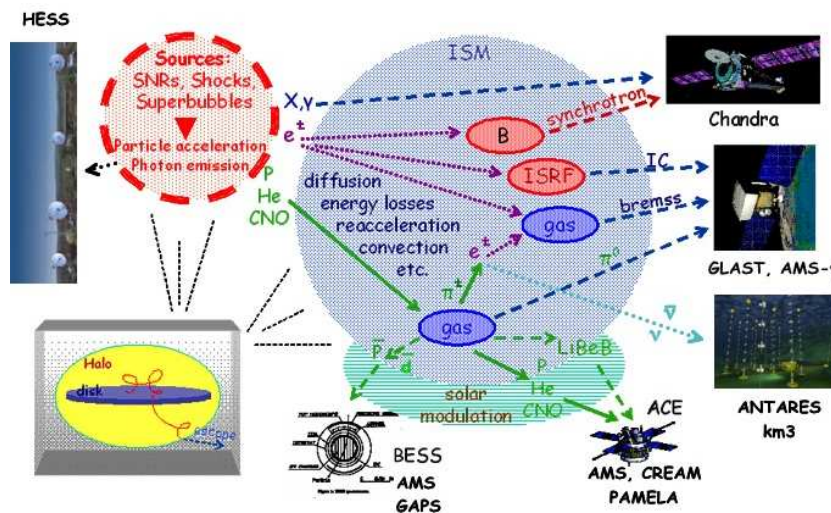 HESS
Sources:
SNRs, Shocks,
Superbubbles
Particle acceleration
Photon emission
ISM
X,γ
e±
P
He
CNO
B
synchrotron
Chandra
ISRF
IC
diffusion
energy losses
reacceleration
convection
etc.
gas
bremss
e±
π±
π⁰
GLAST, AMS-
gas
ν ν̄
p̄
d̄
LiBeB
P
He
CNO
solar
modulation
Halo
disk
escape
BESS
AMS
GAPS
ACE
AMS, CREAM
PAMELA
ANTARES
km3